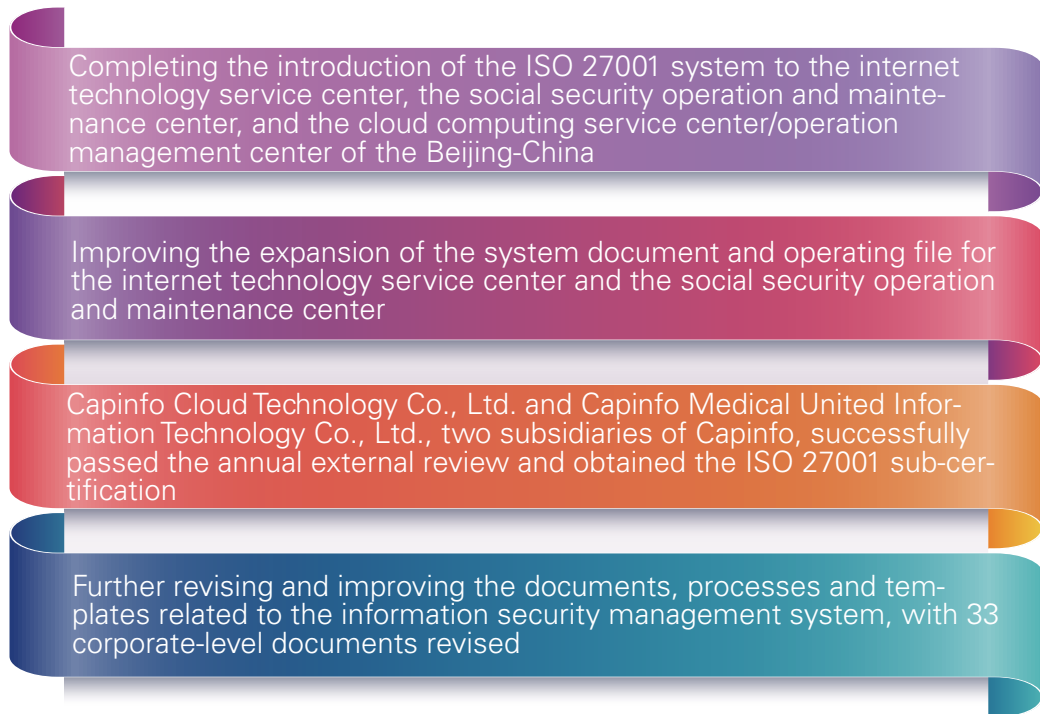 Completing the introduction of the ISO 27001 system to the internet
technology service center, the social security operation and mainte-
nance center, and the cloud computing service center/operation
management center of the Beijing-China
Improving the expansion of the system document and operating file for
the internet technology service center and the social security operation
and maintenance center
Capinfo Cloud Technology Co., Ltd. and Capinfo Medical United Infor-
mation Technology Co., Ltd., two subsidiaries of Capinfo, successfully
passed the annual external review and obtained the ISO 27001 sub-cer-
tification
Further revising and improving the documents, processes and tem-
plates related to the information security management system, with 33
corporate-level documents revised